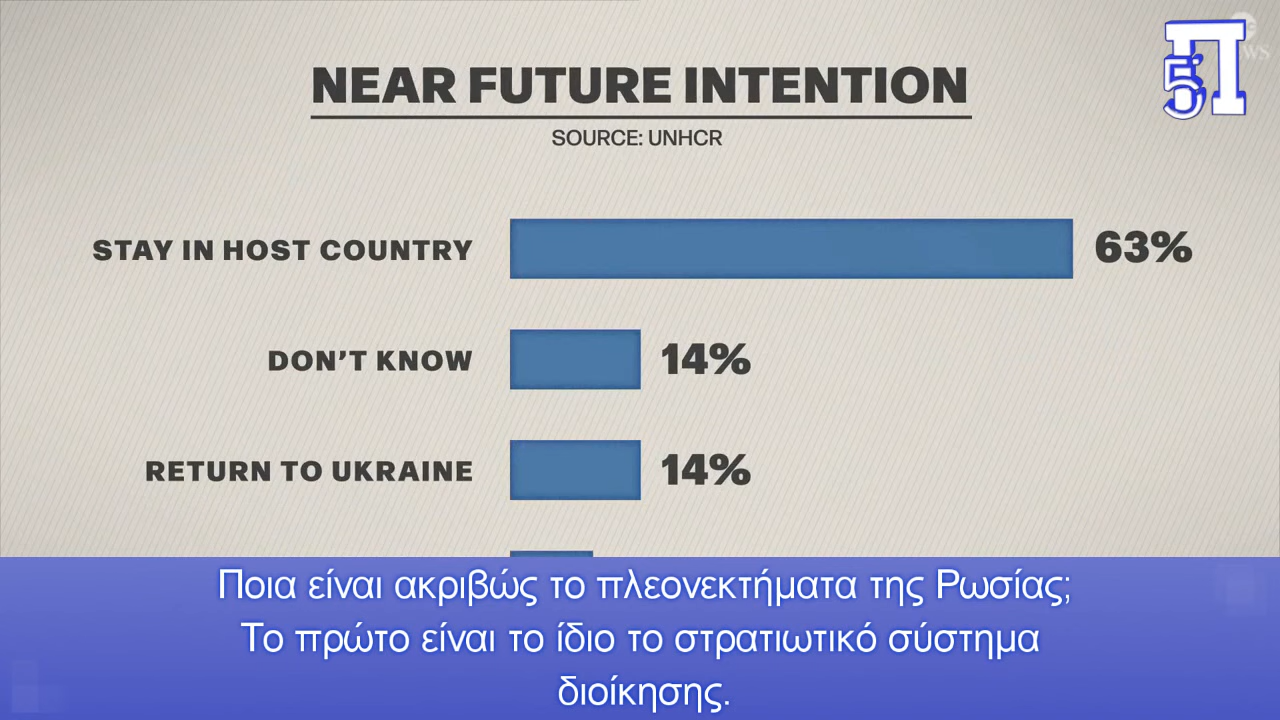 NEAR FUTURE INTENTION
SOURCE: UNHCR
5'Π
STAY IN HOST COUNTRY 63%
DON'T KNOW 14%
RETURN TO UKRAINE 14%
Ποια είναι ακριβώς το πλεονεκτήματα της Ρωσίας;
Το πρώτο είναι το ίδιο το στρατιωτικό σύστημα
διοίκησης.